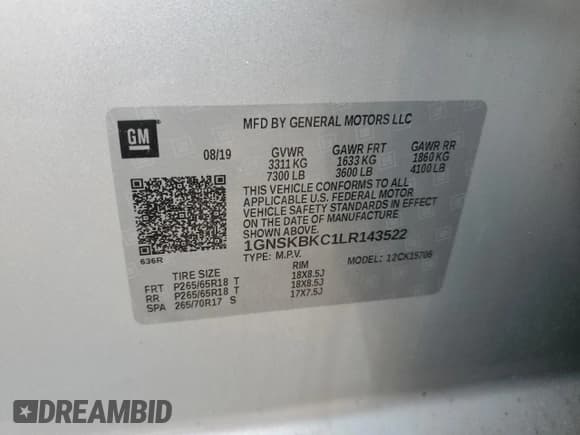 GM
MFD BY GENERAL MOTORS LLC
08/19 GVWR GAWR FRT GAWR RR
3311 KG 1633 KG 1860 KG
7300 LB 3600 LB 4100 LB
THIS VEHICLE CONFORMS TO ALL
APPLICABLE U.S. FEDERAL MOTOR
VEHICLE SAFETY STANDARDS IN EFFECT
ON THE DATE OF MANUFACTURE
SHOWN ABOVE.
1GNSKBKC1LR143522
636R
TYPE: M.P.V. MODEL: 12CK15706
TIRE SIZE RIM
FRT P265/65R18 T 18X8.5J
RR P265/65R18 T 18X8.5J
SPA 265/70R17 S 17X7.5J
DREAMBID